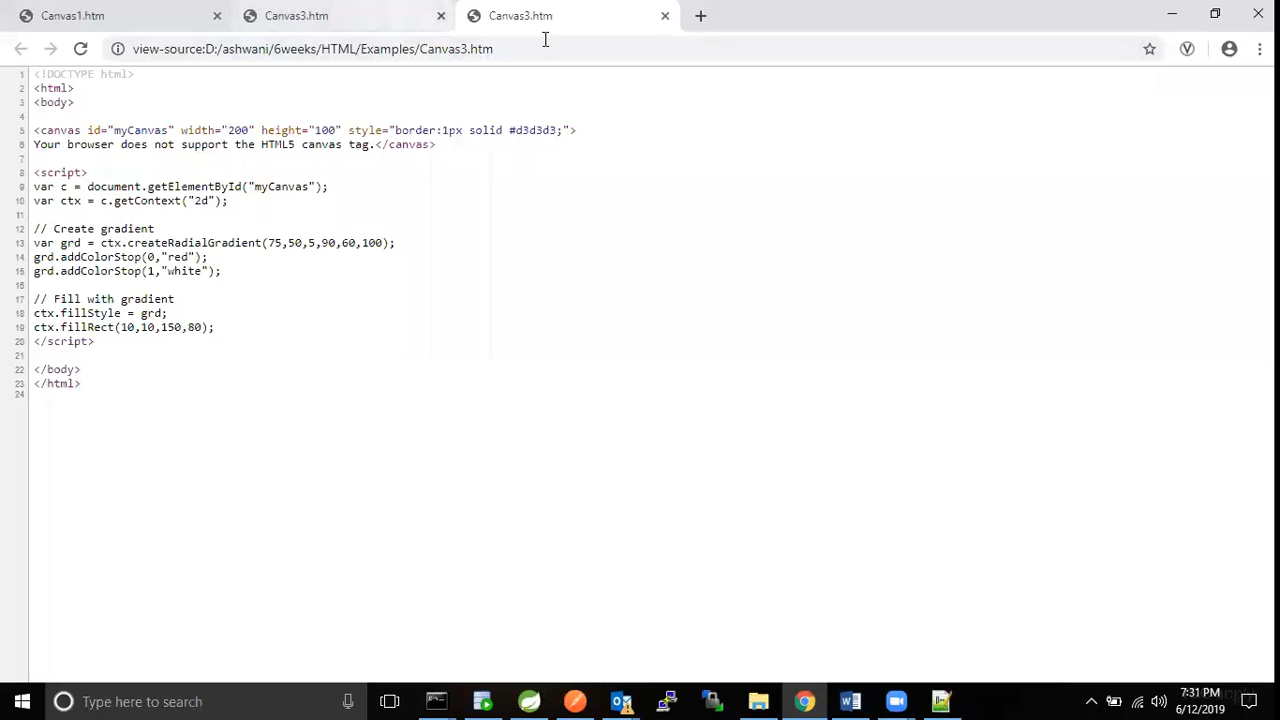 Canvas1.htm
Canvas3.htm
Canvas3.htm
view-source:D:/ashwani/6weeks/HTML/Examples/Canvas3.htm
1 <!DOCTYPE html>
2 <html>
3 <body>
4
5 <canvas id="myCanvas" width="200" height="100" style="border:1px solid #d3d3d3;">
6 Your browser does not support the HTML5 canvas tag.</canvas>
7
8 <script>
9 var c = document.getElementById("myCanvas");
10 var ctx = c.getContext("2d");
11
12 // Create gradient
13 var grd = ctx.createRadialGradient(75,50,5,90,60,100);
14 grd.addColorStop(0,"red");
15 grd.addColorStop(1,"white");
16
17 // Fill with gradient
18 ctx.fillStyle = grd;
19 ctx.fillRect(10,10,150,80);
20 </script>
21
22 </body>
23 </html>
24
Type here to search
7:31 PM
6/12/2019